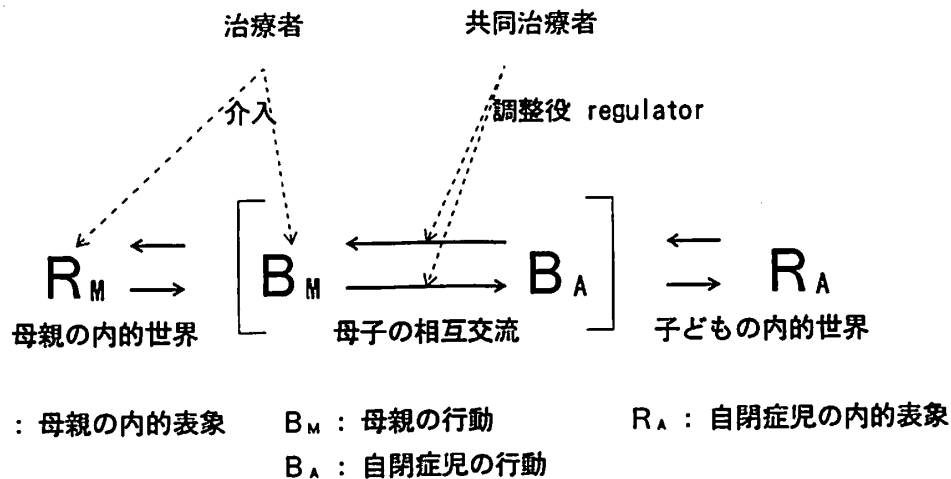 治療者 共同治療者
介入 調整役 regulator
RM BM BA RA
母親の内的世界 母子の相互交流 子どもの内的世界
：母親の内的表象 BM：母親の行動 RA：自閉症児の内的表象
BA：自閉症児の行動